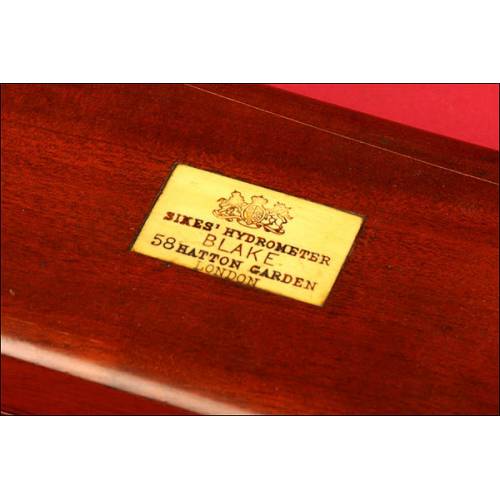 SIKES' HYDROMETER
BLAKE
58 HATTON GARDEN
LONDON